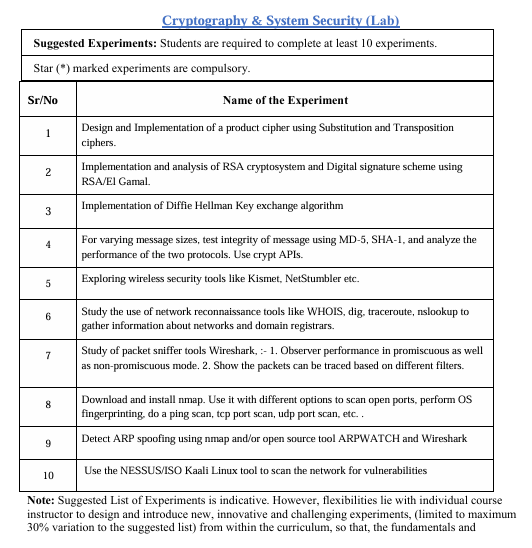 Cryptography & System Security (Lab)
Suggested Experiments: Students are required to complete at least 10 experiments.
Star (*) marked experiments are compulsory.
Sr/No Name of the Experiment
1 Design and Implementation of a product cipher using Substitution and Transposition
ciphers.
2 Implementation and analysis of RSA cryptosystem and Digital signature scheme using
RSA/El Gamal.
3 Implementation of Diffie Hellman Key exchange algorithm
4 For varying message sizes, test integrity of message using MD-5, SHA-1, and analyze the
performance of the two protocols. Use crypt APIs.
5 Exploring wireless security tools like Kismet, NetStumbler etc.
6 Study the use of network reconnaissance tools like WHOIS, dig, traceroute, nslookup to
gather information about networks and domain registrars.
7 Study of packet sniffer tools Wireshark, :- 1. Observer performance in promiscuous as well
as non-promiscuous mode. 2. Show the packets can be traced based on different filters.
8 Download and install nmap. Use it with different options to scan open ports, perform OS
fingerprinting, do a ping scan, tcp port scan, udp port scan, etc. .
9 Detect ARP spoofing using nmap and/or open source tool ARPWATCH and Wireshark
10 Use the NESSUS/ISO Kaali Linux tool to scan the network for vulnerabilities
Note: Suggested List of Experiments is indicative. However, flexibilities lie with individual course
instructor to design and introduce new, innovative and challenging experiments, (limited to maximum
30% variation to the suggested list) from within the curriculum, so that, the fundamentals and